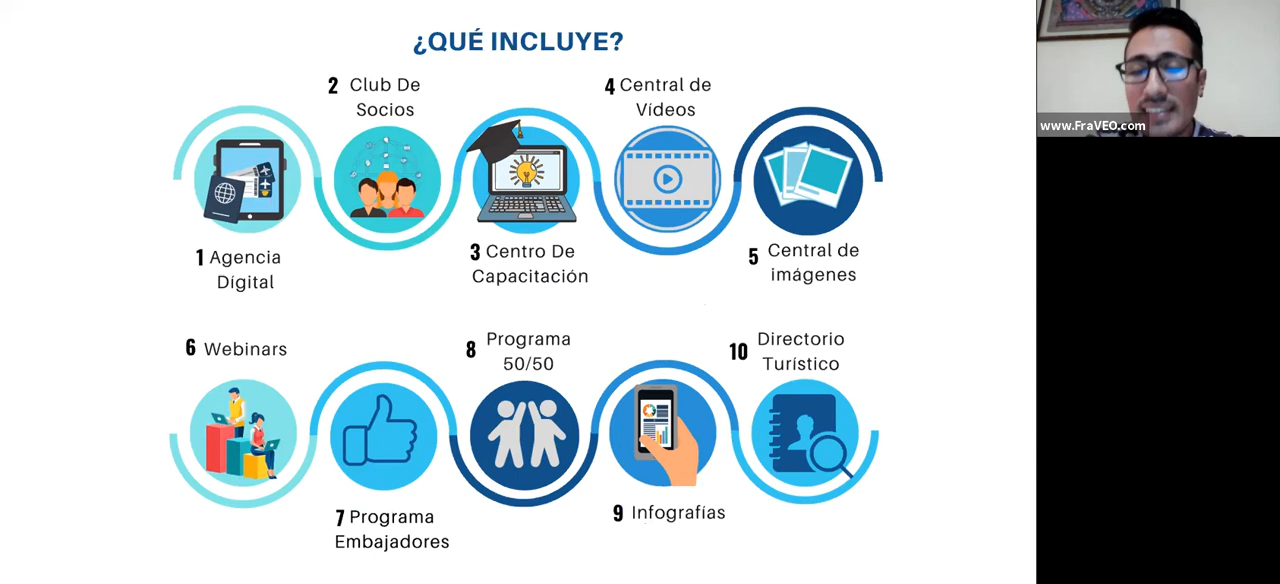 ¿QUÉ INCLUYE?
2 Club De
Socios
4 Central de
Vídeos
1 Agencia
Dígital
3 Centro De
Capacitación
5 Central de
imágenes
6 Webinars
8 Programa
50/50
10 Directorio
Turístico
7 Programa
Embajadores
9 Infografías
www.FraVEO.com